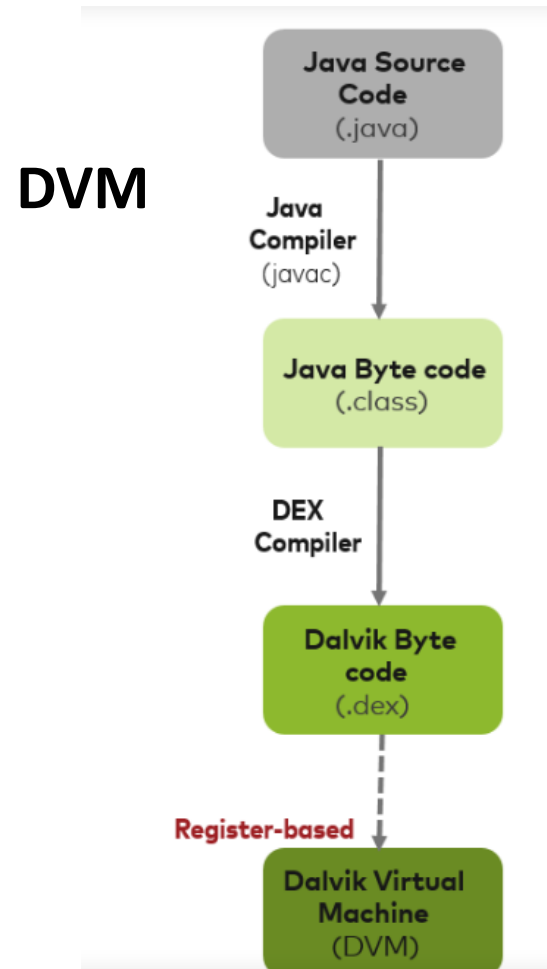 Java Source
Code
(.java)
DVM
Java
Compiler
(javac)
Java Byte code
(.class)
DEX
Compiler
Dalvik Byte
code
(.dex)
Register-based
Dalvik Virtual
Machine
(DVM)